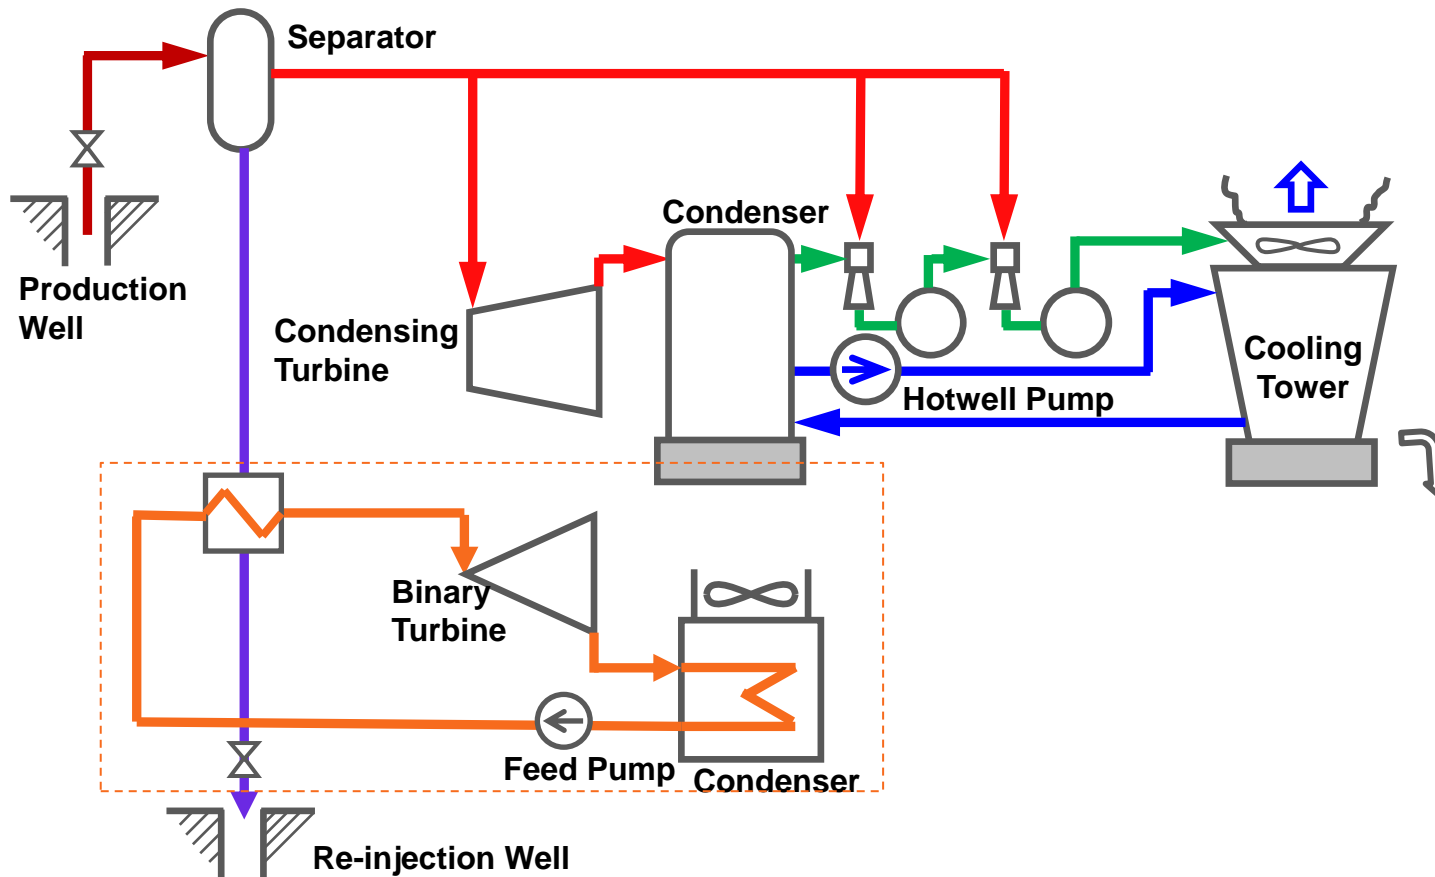 Separator
Condenser
Production
Well
Condensing
Turbine
Cooling
Tower
Hotwell Pump
Binary
Turbine
Feed Pump
Condenser
Re-injection Well